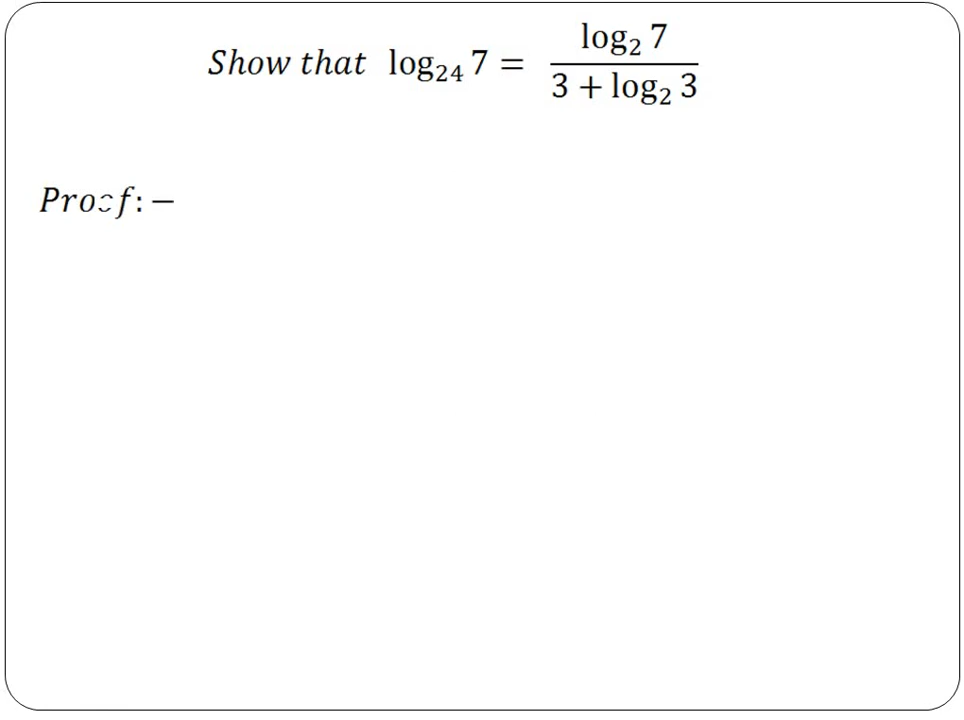 Show that log₂₄ 7 = log₂ 7 / 3 + log₂ 3
Proof: −